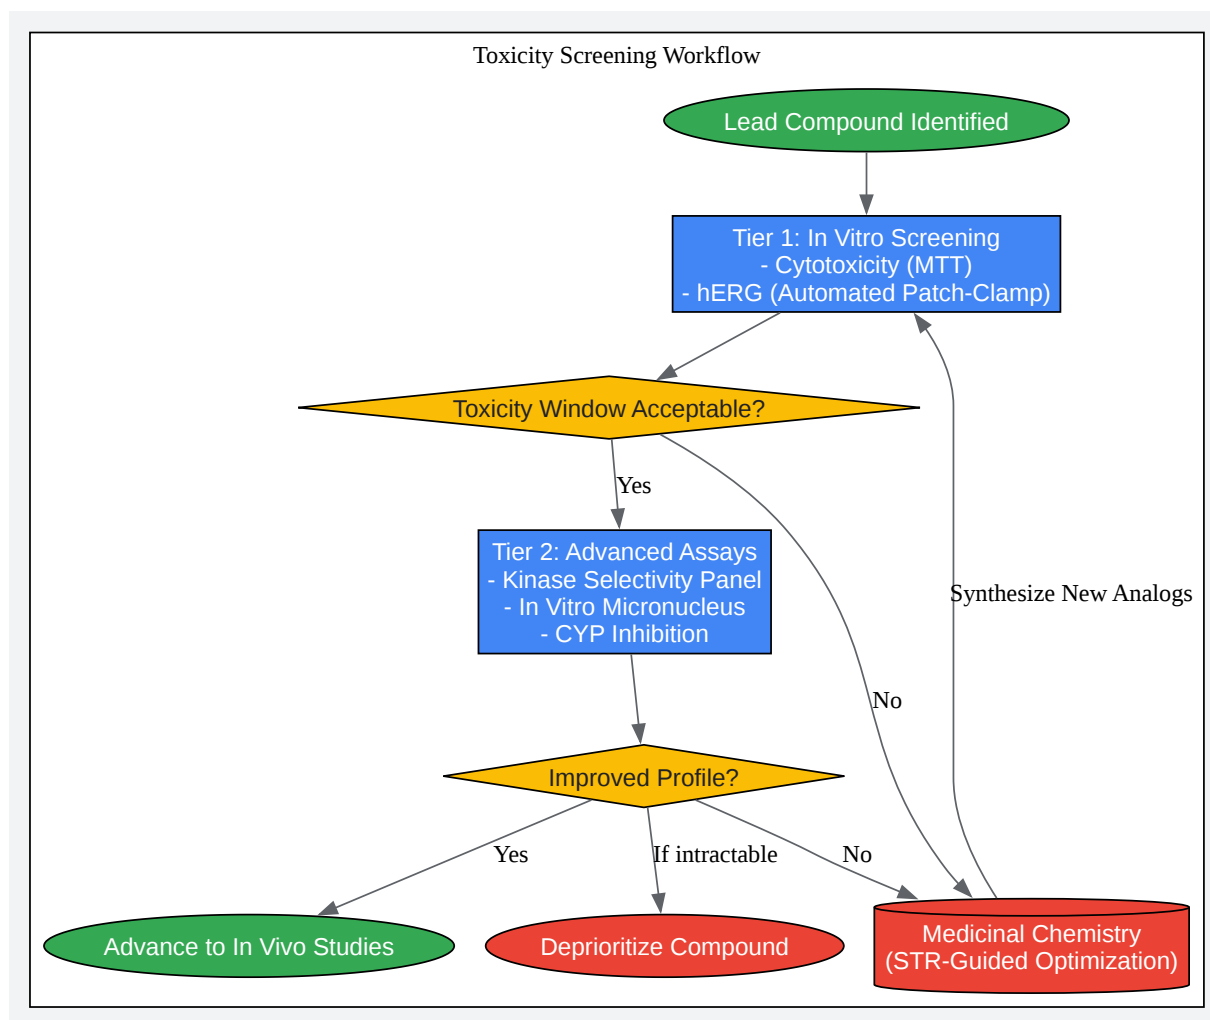 Toxicity Screening Workflow
Lead Compound Identified
Tier 1: In Vitro Screening
- Cytotoxicity (MTT)
- hERG (Automated Patch-Clamp)
Toxicity Window Acceptable?
Yes
Tier 2: Advanced Assays
- Kinase Selectivity Panel
- In Vitro Micronucleus
- CYP Inhibition
Synthesize New Analogs
No
Improved Profile?
Yes
If intractable
No
Advance to In Vivo Studies
Deprioritize Compound
Medicinal Chemistry
(STR-Guided Optimization)